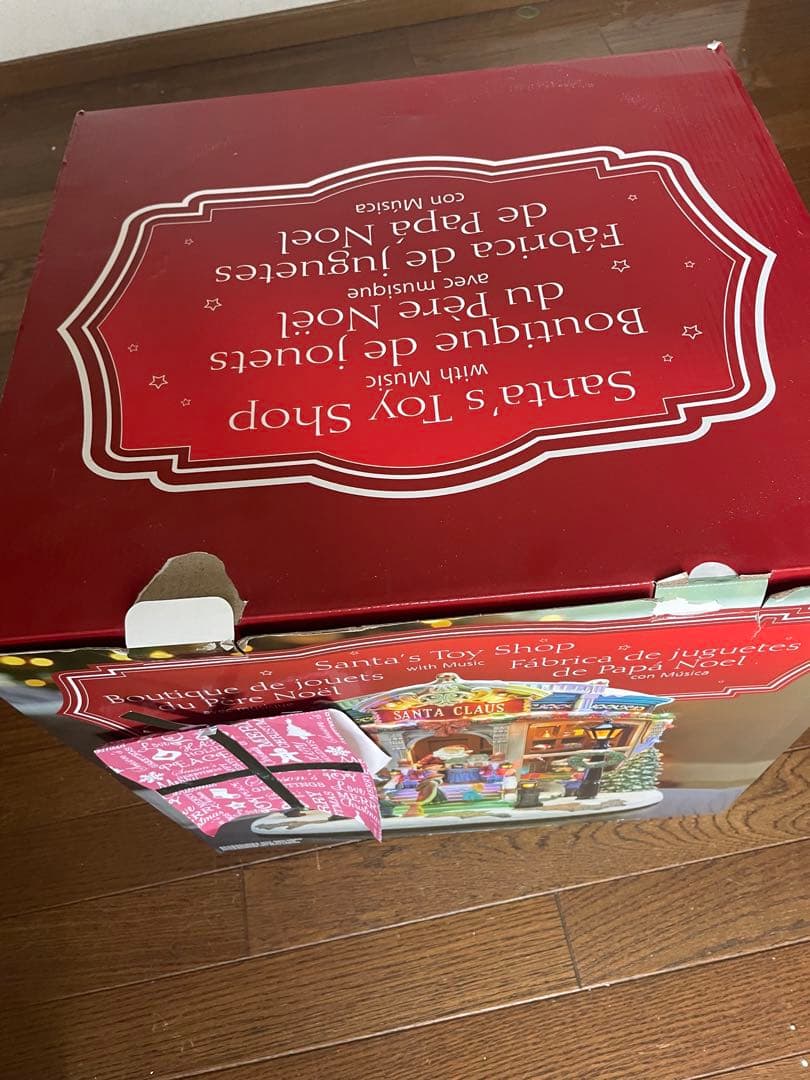 Santa's Toy Shop
with Music
Boutique de jouets
du Père Noël
avec musique
Fábrica de juguetes
de Papá Noel
con Música
Santa's Toy Shop
with Music
Boutique de jouets
du Père Noël
Fábrica de juguetes
de Papá Noel
con Música
SANTA CLAUS